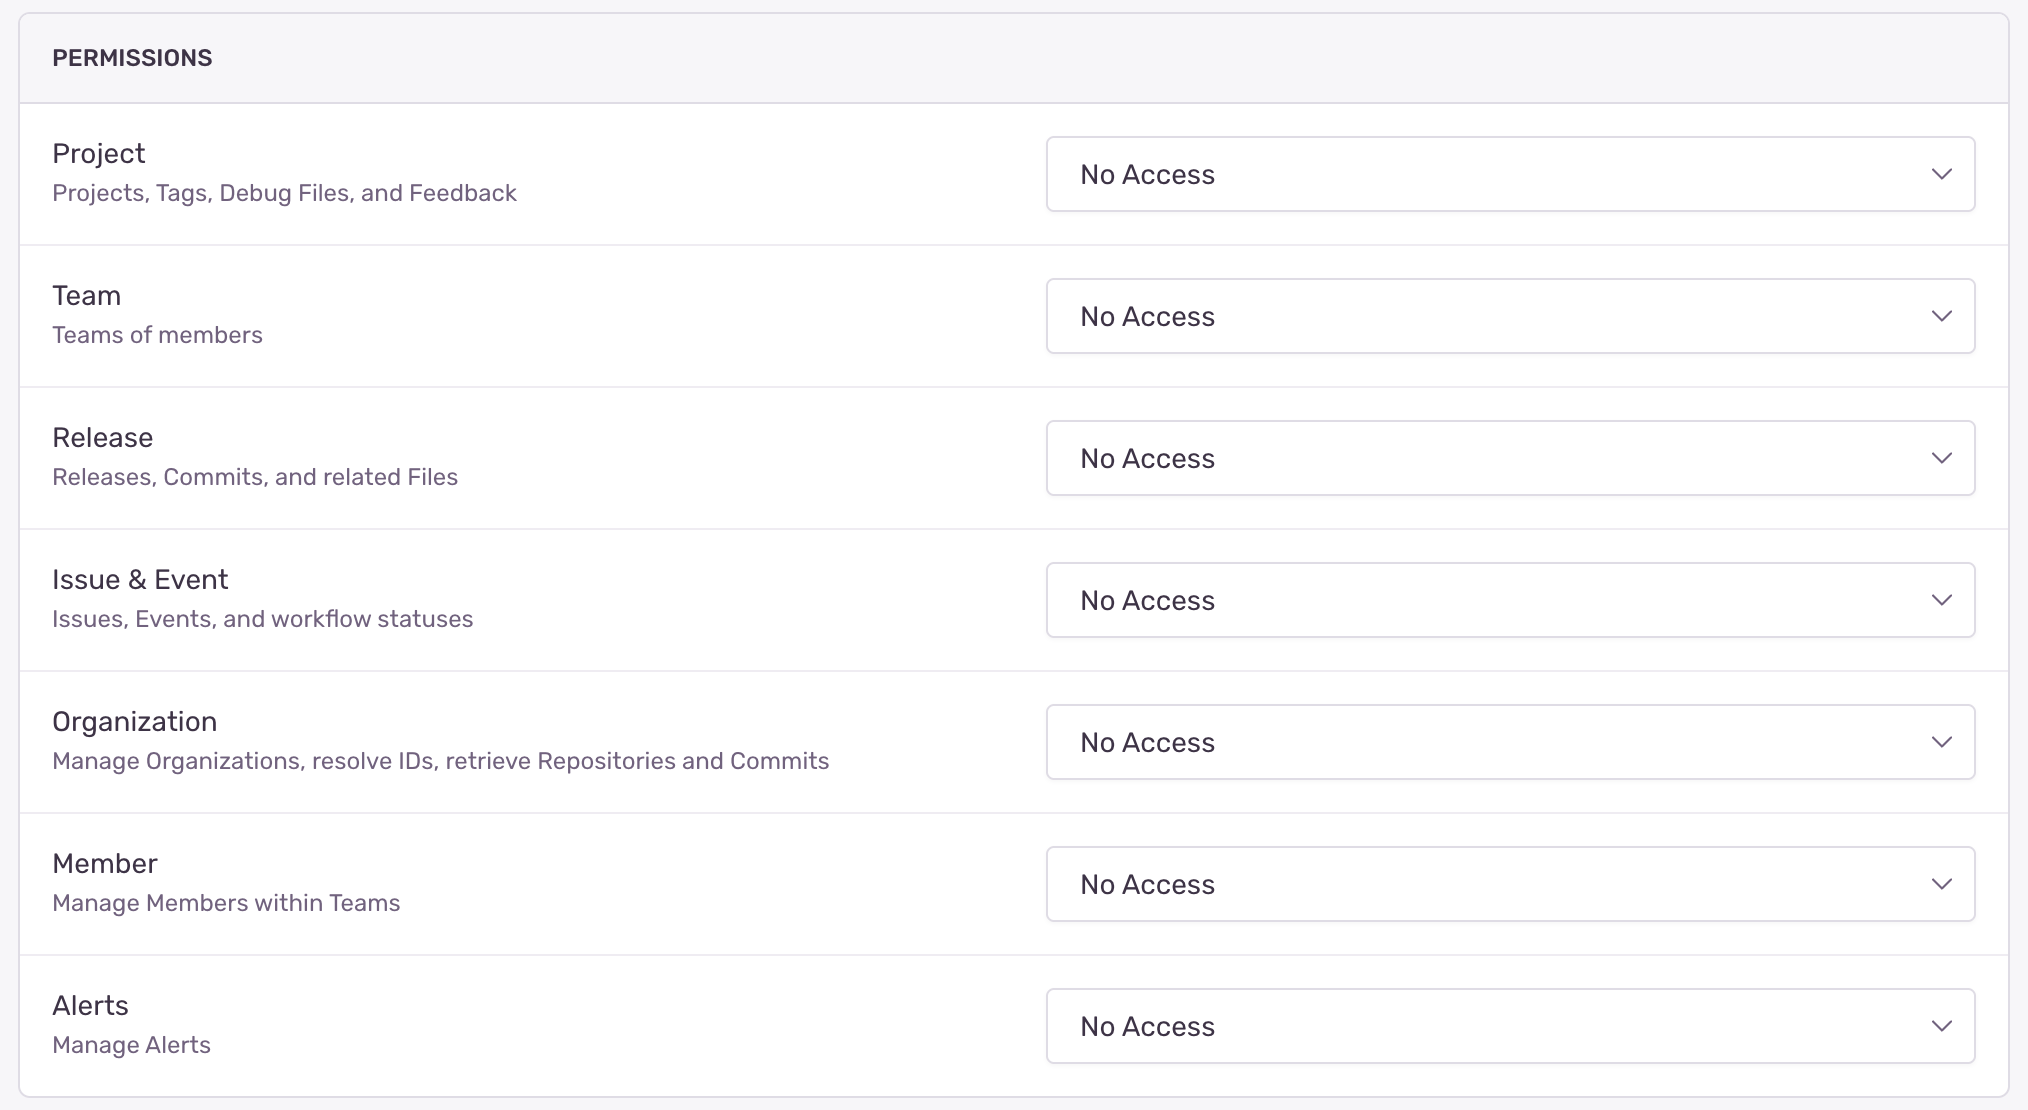 PERMISSIONS
Project
Projects, Tags, Debug Files, and Feedback
No Access
Team
Teams of members
No Access
Release
Releases, Commits, and related Files
No Access
Issue & Event
Issues, Events, and workflow statuses
No Access
Organization
Manage Organizations, resolve IDs, retrieve Repositories and Commits
No Access
Member
Manage Members within Teams
No Access
Alerts
Manage Alerts
No Access